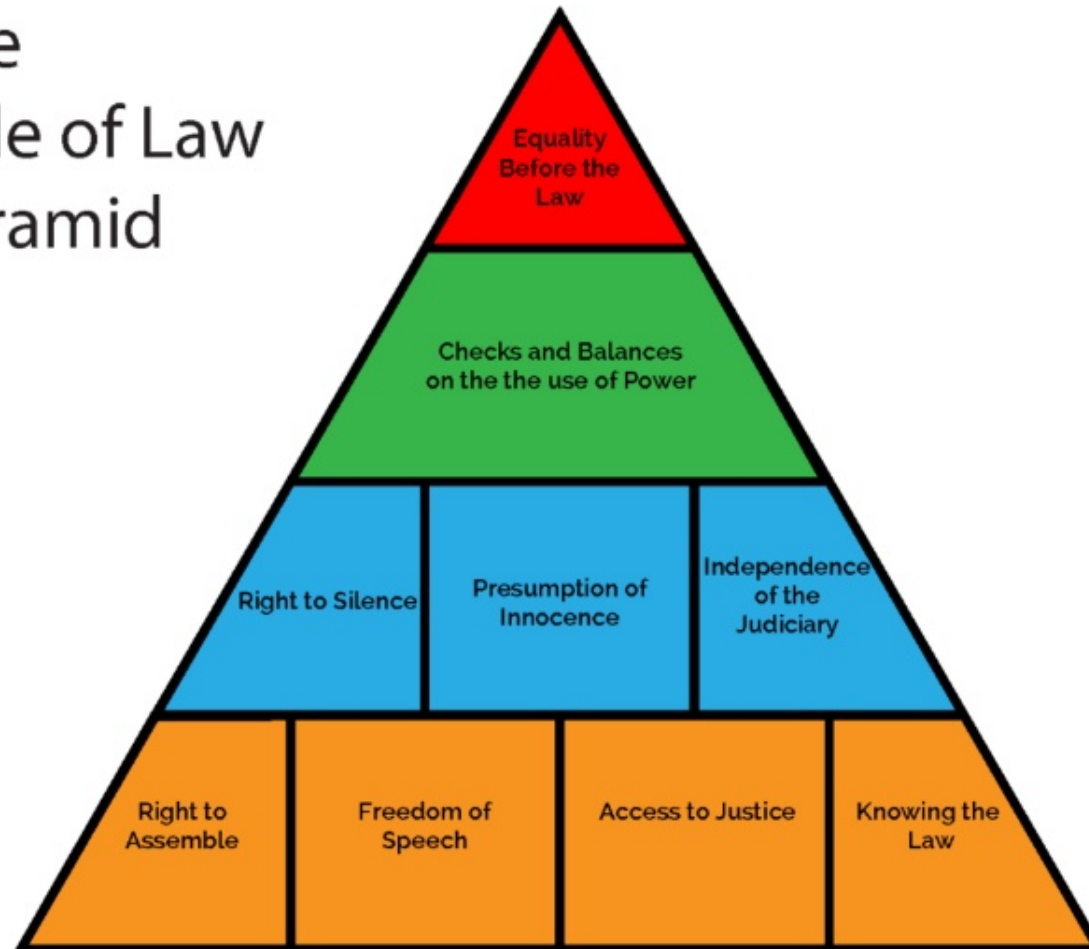 e
le of Law
ramid
Equality
Before the
Law
Checks and Balances
on the the use of Power
Right to Silence
Presumption of
Innocence
Independence
of the
Judiciary
Right to
Assemble
Freedom of
Speech
Access to Justice
Knowing the
Law